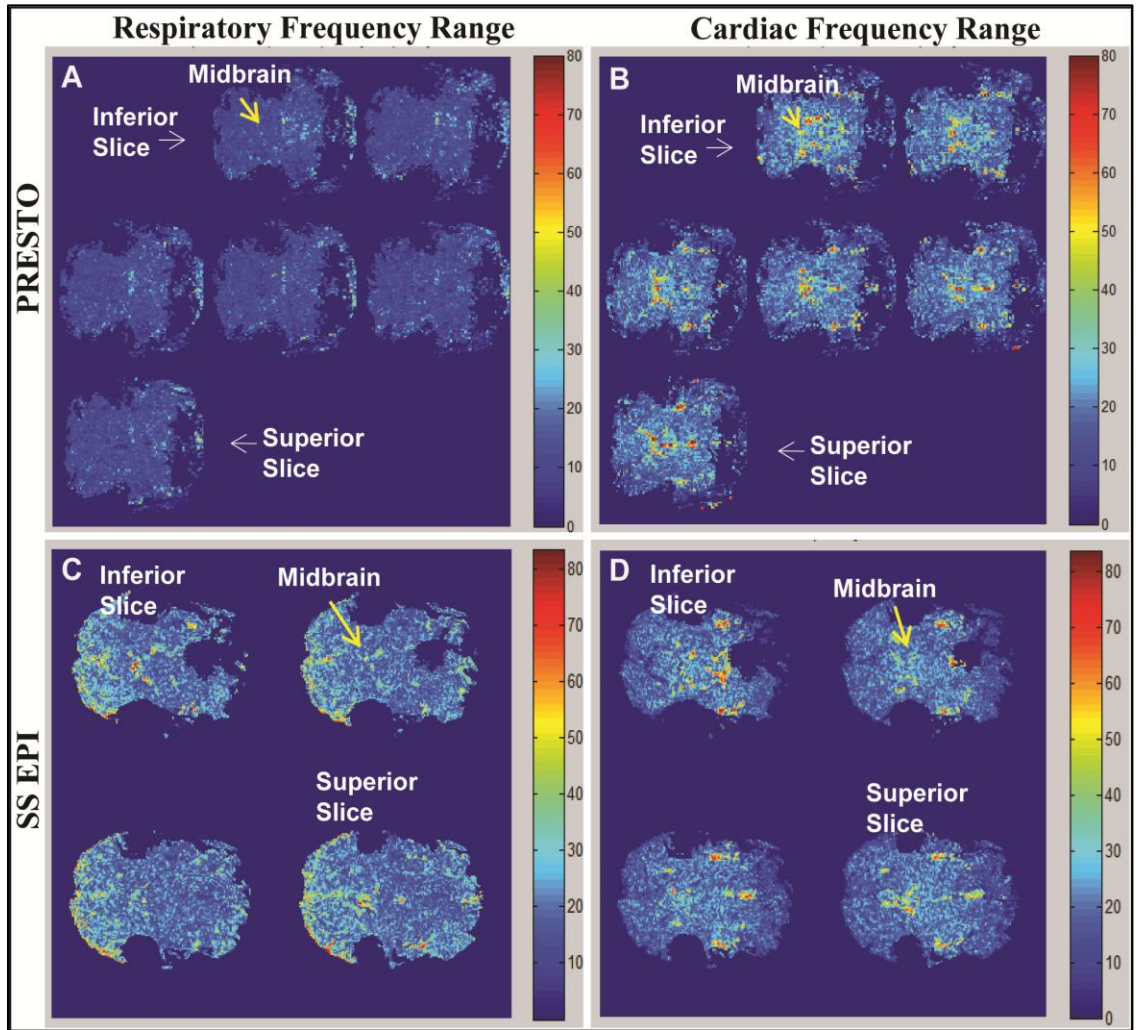 Respiratory Frequency Range
Cardiac Frequency Range
PRESTO
A
Midbrain
Inferior
Slice
Superior
Slice
80
70
60
50
40
30
20
10
0
B
Midbrain
Inferior
Slice
Superior
Slice
80
70
60
50
40
30
20
10
0
SS EPI
C
Inferior
Slice
Midbrain
Superior
Slice
80
70
60
50
40
30
20
10
D
Inferior
Slice
Midbrain
Superior
Slice
80
70
60
50
40
30
20
10
0